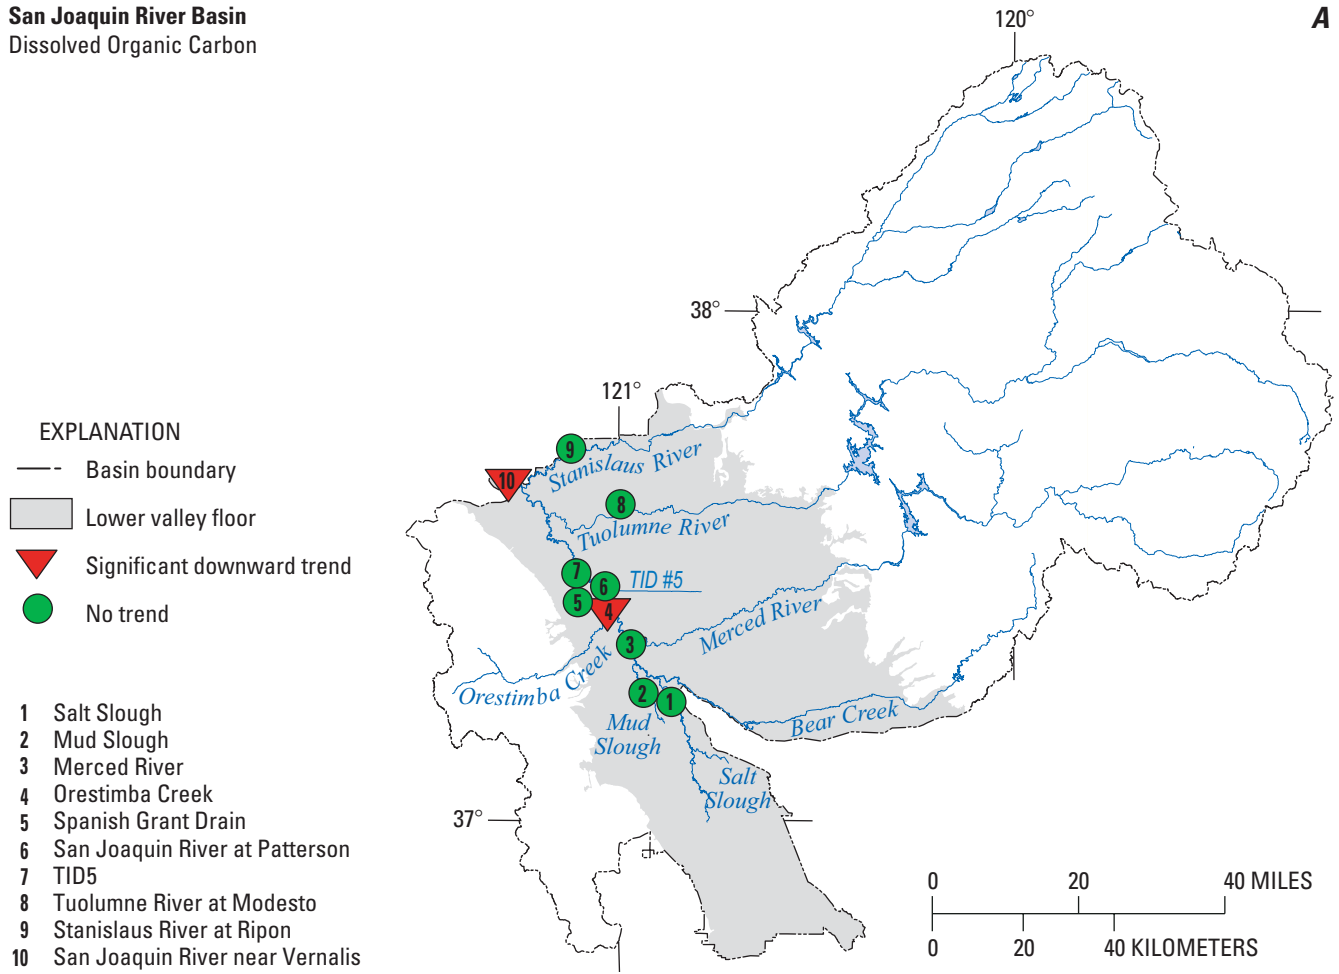 San Joaquin River Basin
Dissolved Organic Carbon
A
120°
38°
121°
EXPLANATION
Basin boundary
Lower valley floor
Significant downward trend
No trend
9
Stanislaus River
10
8
Tuolumne River
7
6
TID #5
5
4
3
Merced River
Orestimba Creek
2
1
Mud
Slough
Bear Creek
Salt
Slough
37°
1 Salt Slough
2 Mud Slough
3 Merced River
4 Orestimba Creek
5 Spanish Grant Drain
6 San Joaquin River at Patterson
7 TID5
8 Tuolumne River at Modesto
9 Stanislaus River at Ripon
10 San Joaquin River near Vernalis
0 20 40 MILES
0 20 40 KILOMETERS